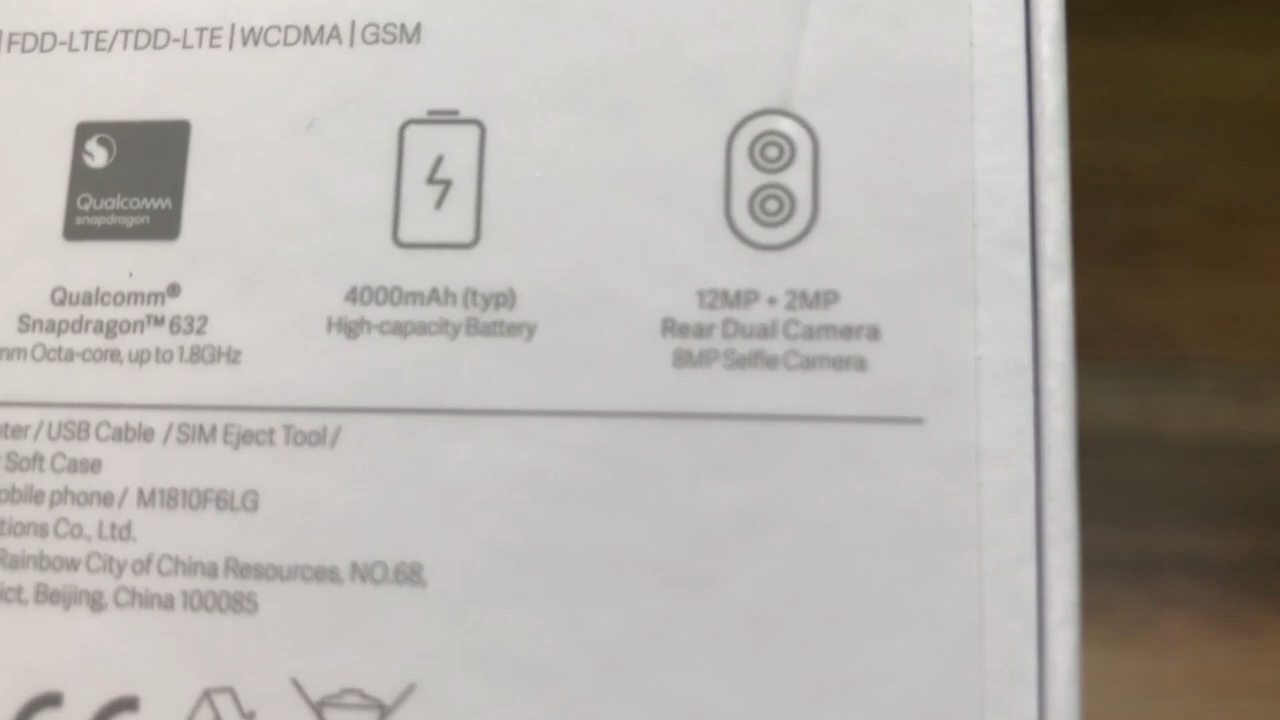 FDD-LTE/TDD-LTE | WCDMA | GSM
Qualcomm
snapdragon
Qualcomm®
Snapdragon™ 632
nm Octa-core, up to 1.8GHz
4000mAh (typ)
High-capacity Battery
12MP + 2MP
Rear Dual Camera
8MP Selfie Camera
ter / USB Cable / SIM Eject Tool /
Soft Case
obile phone / M1810F6LG
tions Co., Ltd.
Rainbow City of China Resources, NO.68,
ict, Beijing, China 100085
CE